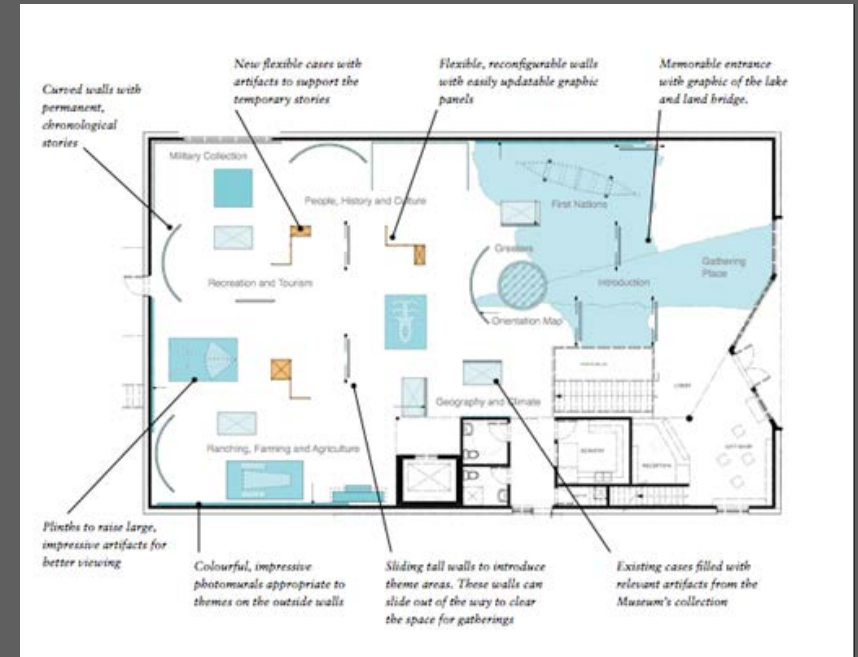 New flexible cases with
artifacts to support the
temporary stories
Flexible, reconfigurable walls
with easily updatable graphic
panels
Memorable entrance
with graphic of the lake
and land bridge.
Curved walls with
permanent,
chronological
stories
Military Collection
People, History and Culture
First Nations
Greeters
Gathering
Place
Recreation and Tourism
Introduction
Orientation Map
LOBBY
Geography and Climate
Ranching, Farming and Agriculture
GIFT SHOP
SERVERY
RECEPTION
Plinths to raise large,
impressive artifacts for
better viewing
Colourful, impressive
photomurals appropriate to
themes on the outside walls
Sliding tall walls to introduce
theme areas. These walls can
slide out of the way to clear
the space for gatherings
Existing cases filled with
relevant artifacts from the
Museum's collection